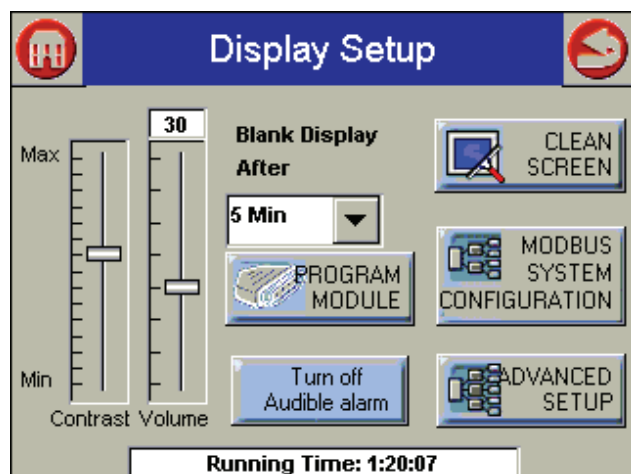 Display Setup
30
Blank Display
After
Max
5 Min
CLEAN
SCREEN
PROGRAM
MODULE
MODBUS
SYSTEM
CONFIGURATION
Min
Turn off
Audible alarm
ADVANCED
SETUP
Contrast
Volume
Running Time: 1:20:07